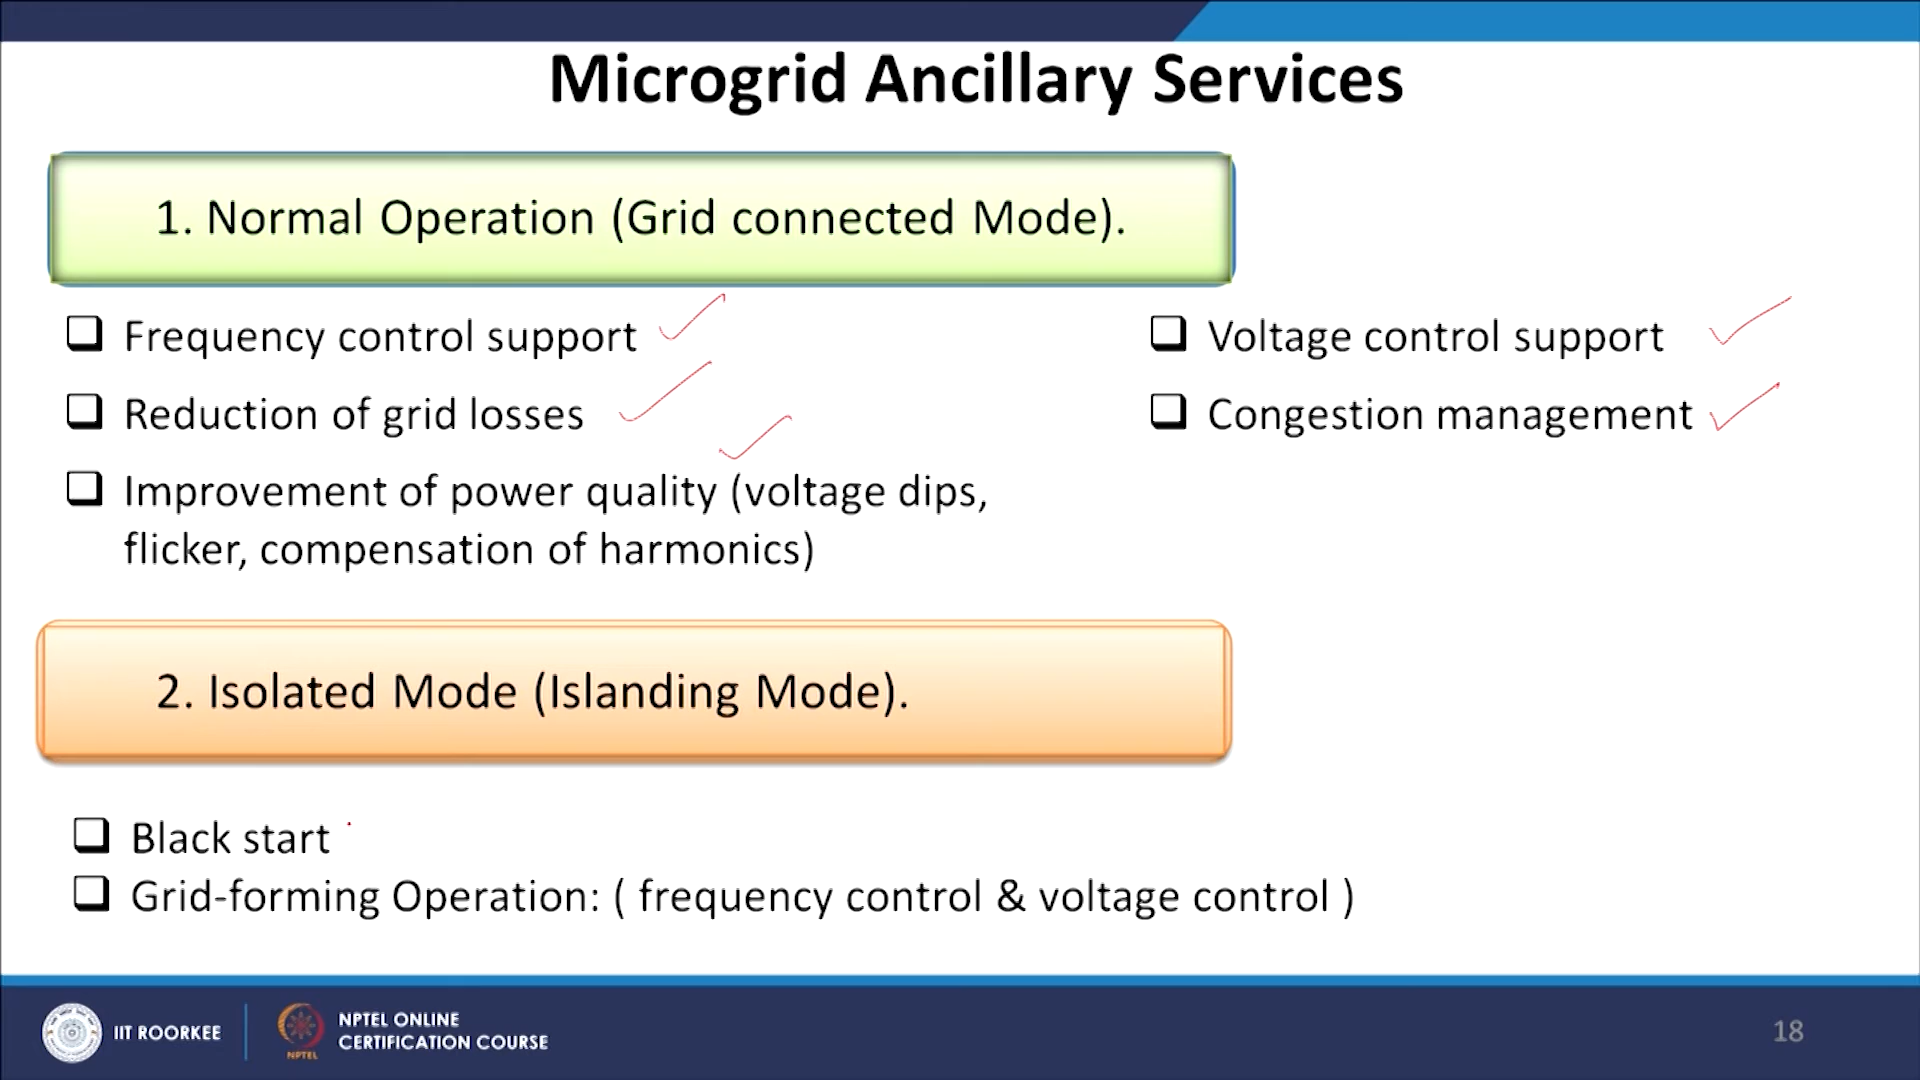 Microgrid Ancillary Services
1. Normal Operation (Grid connected Mode).
❑ Frequency control support
❑ Voltage control support
❑ Reduction of grid losses
❑ Congestion management
❑ Improvement of power quality (voltage dips,
flicker, compensation of harmonics)
2. Isolated Mode (Islanding Mode).
❑ Black start
❑ Grid-forming Operation: ( frequency control & voltage control )
IIT ROORKEE
NPTEL
NPTEL ONLINE
CERTIFICATION COURSE
18